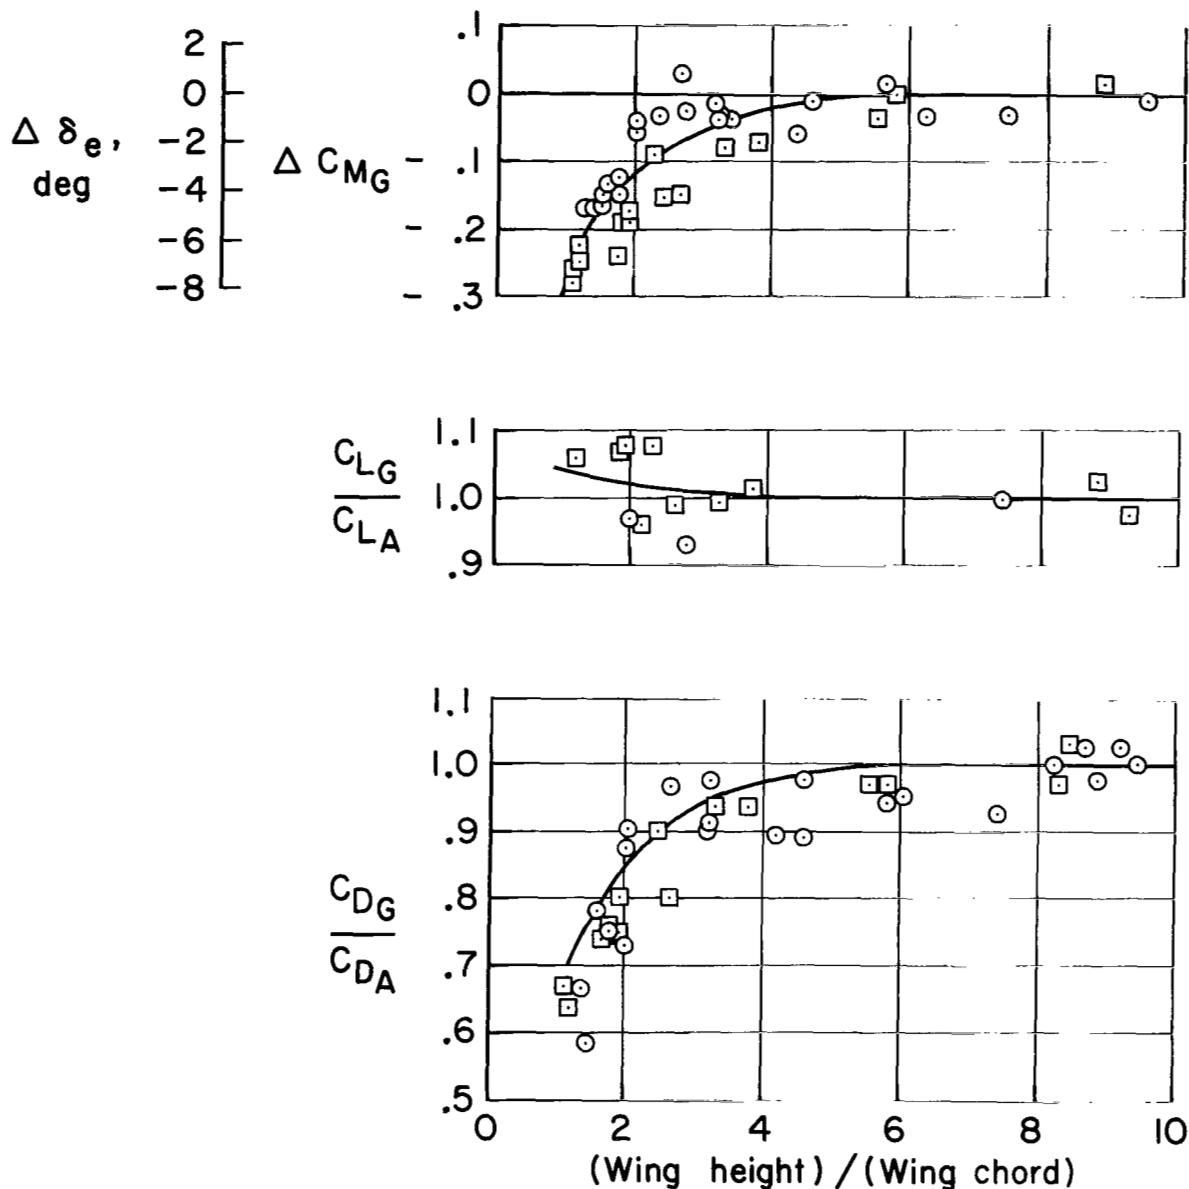 Δ δe,
deg
2
0
-2
-4
-6
-8
Δ CMG
.1
0
- .1
- .2
- .3
CLG
CLA
1.1
1.0
.9
CDG
CDA
1.1
1.0
.9
.8
.7
.6
.5
0 2 4 6 8 10
(Wing height) / (Wing chord)